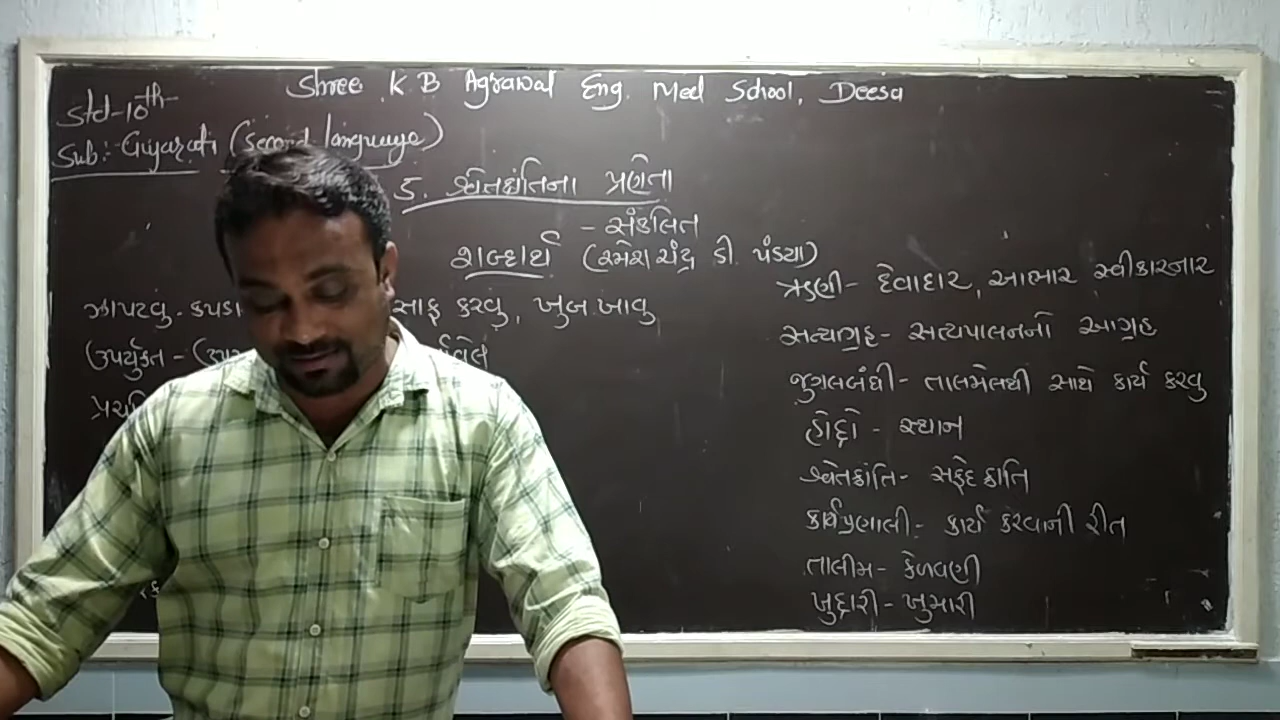 Shree K B Agrawal Eng. Med School, Deesa
Std-10th
Sub:- Gujarati (second language)
5. શ્વેતક્રાંતિના પ્રણેતા
- સંકલિત
શબ્દાર્થ (રમેશચંદ્ર ડી. પંડયા)
ઝાપટવું - કપડા સાફ કરવુ, ખુબ ખાવુ
ઉપર્યુક્ત -
ઋણી - દેવાદાર, આભાર સ્વીકારનાર
સત્યાગ્રહ - સત્યપાલનનો આગ્રહ
જુગલબંધી - તાલમેલથી સાથે કાર્ય કરવુ
હોદ્દો - સ્થાન
શ્વેતક્રાંતિ - સફેદ ક્રાતિ
કાર્યપ્રણાલી - કાર્ય કરવાની રીત
તાલીમ - કેળવણી
ખુદ્દારી - ખુમારી